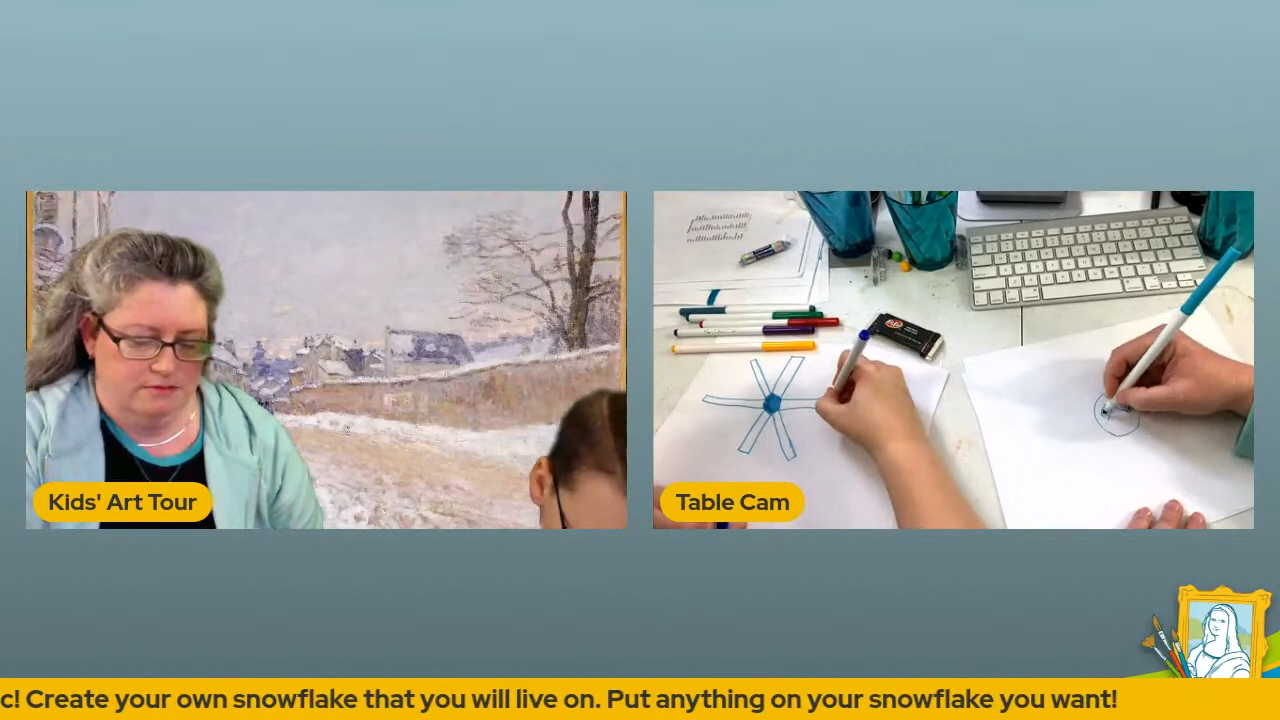 Kids' Art Tour
Table Cam
c! Create your own snowflake that you will live on. Put anything on your snowflake you want!